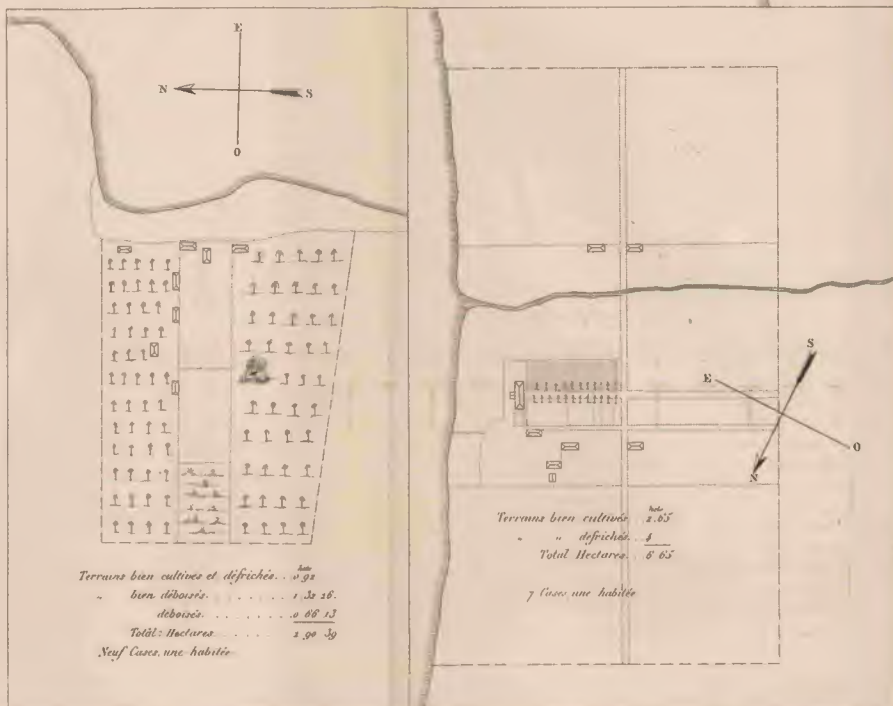 E
N S
O
Terrains bien cultivés et défrichés.. 0 92
hcts
„ bien déboisés. . . . . . . . . 1 32 26.
déboisés. . . . . . . . . 0 66 13
Total: Hectares . . . . . 2 90 39
Neuf Cases, une habitée
S
E
O
N
hcts
Terrains bien cultivés 2.65
„ „ défrichés. 4
Total Hectares. 6 65
7 Cases, une habitée